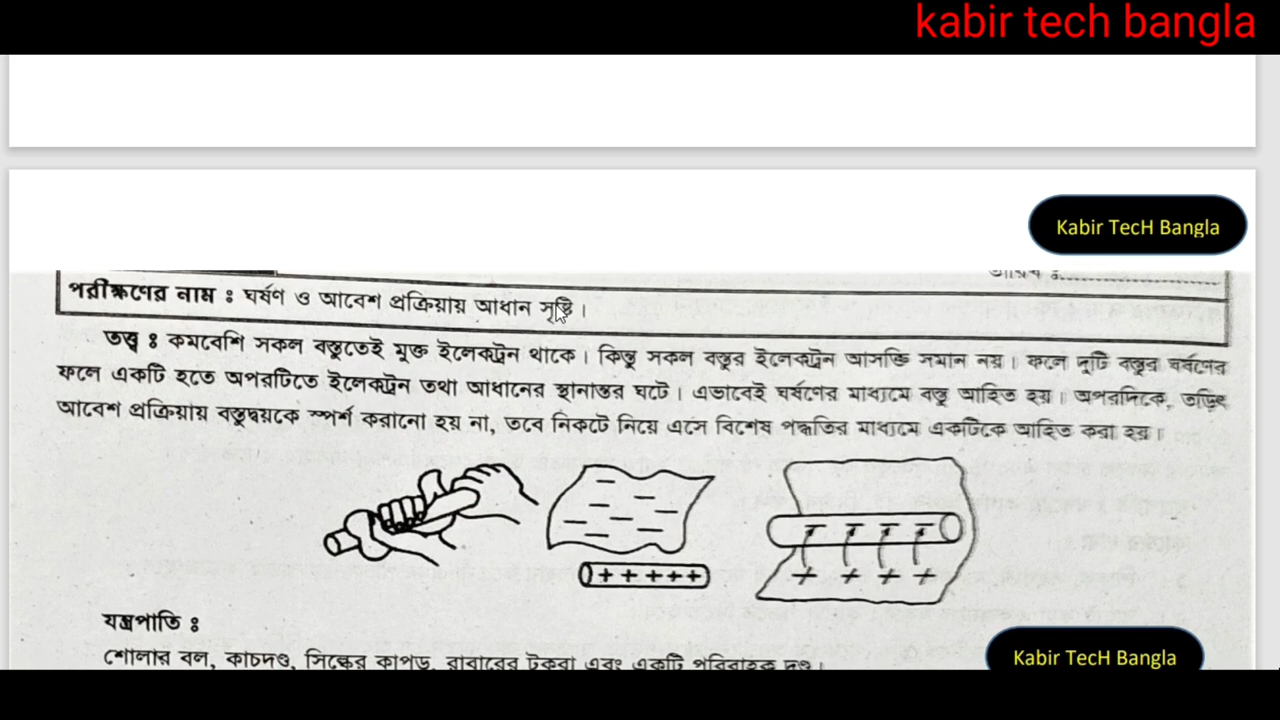 kabir tech bangla
Kabir TecH Bangla
পরীক্ষণের নাম : ঘর্ষণ ও আবেশ প্রক্রিয়ায় আধান সৃষ্টি।
তত্ত্ব : কমবেশি সকল বস্তুতেই মুক্ত ইলেকট্রন থাকে। কিন্তু সকল বস্তুর ইলেকট্রন আসক্তি সমান নয়। ফলে দুটি বস্তুর ঘর্ষণের
ফলে একটি হতে অপরটিতে ইলেকট্রন তথা আধানের স্থানান্তর ঘটে। এভাবেই ঘর্ষণের মাধ্যমে বস্তু আহিত হয়। অপরদিকে, তড়িৎ
আবেশ প্রক্রিয়ায় বস্তুদ্বয়কে স্পর্শ করানো হয় না, তবে নিকটে নিয়ে এসে বিশেষ পদ্ধতির মাধ্যমে একটিকে আহিত করা হয়।
যন্ত্রপাতি :
শোলার বল, কাচদণ্ড, সিল্কের কাপড়, রাবারের টুকরা এবং একটি পরিবাহক দণ্ড।
Kabir TecH Bangla